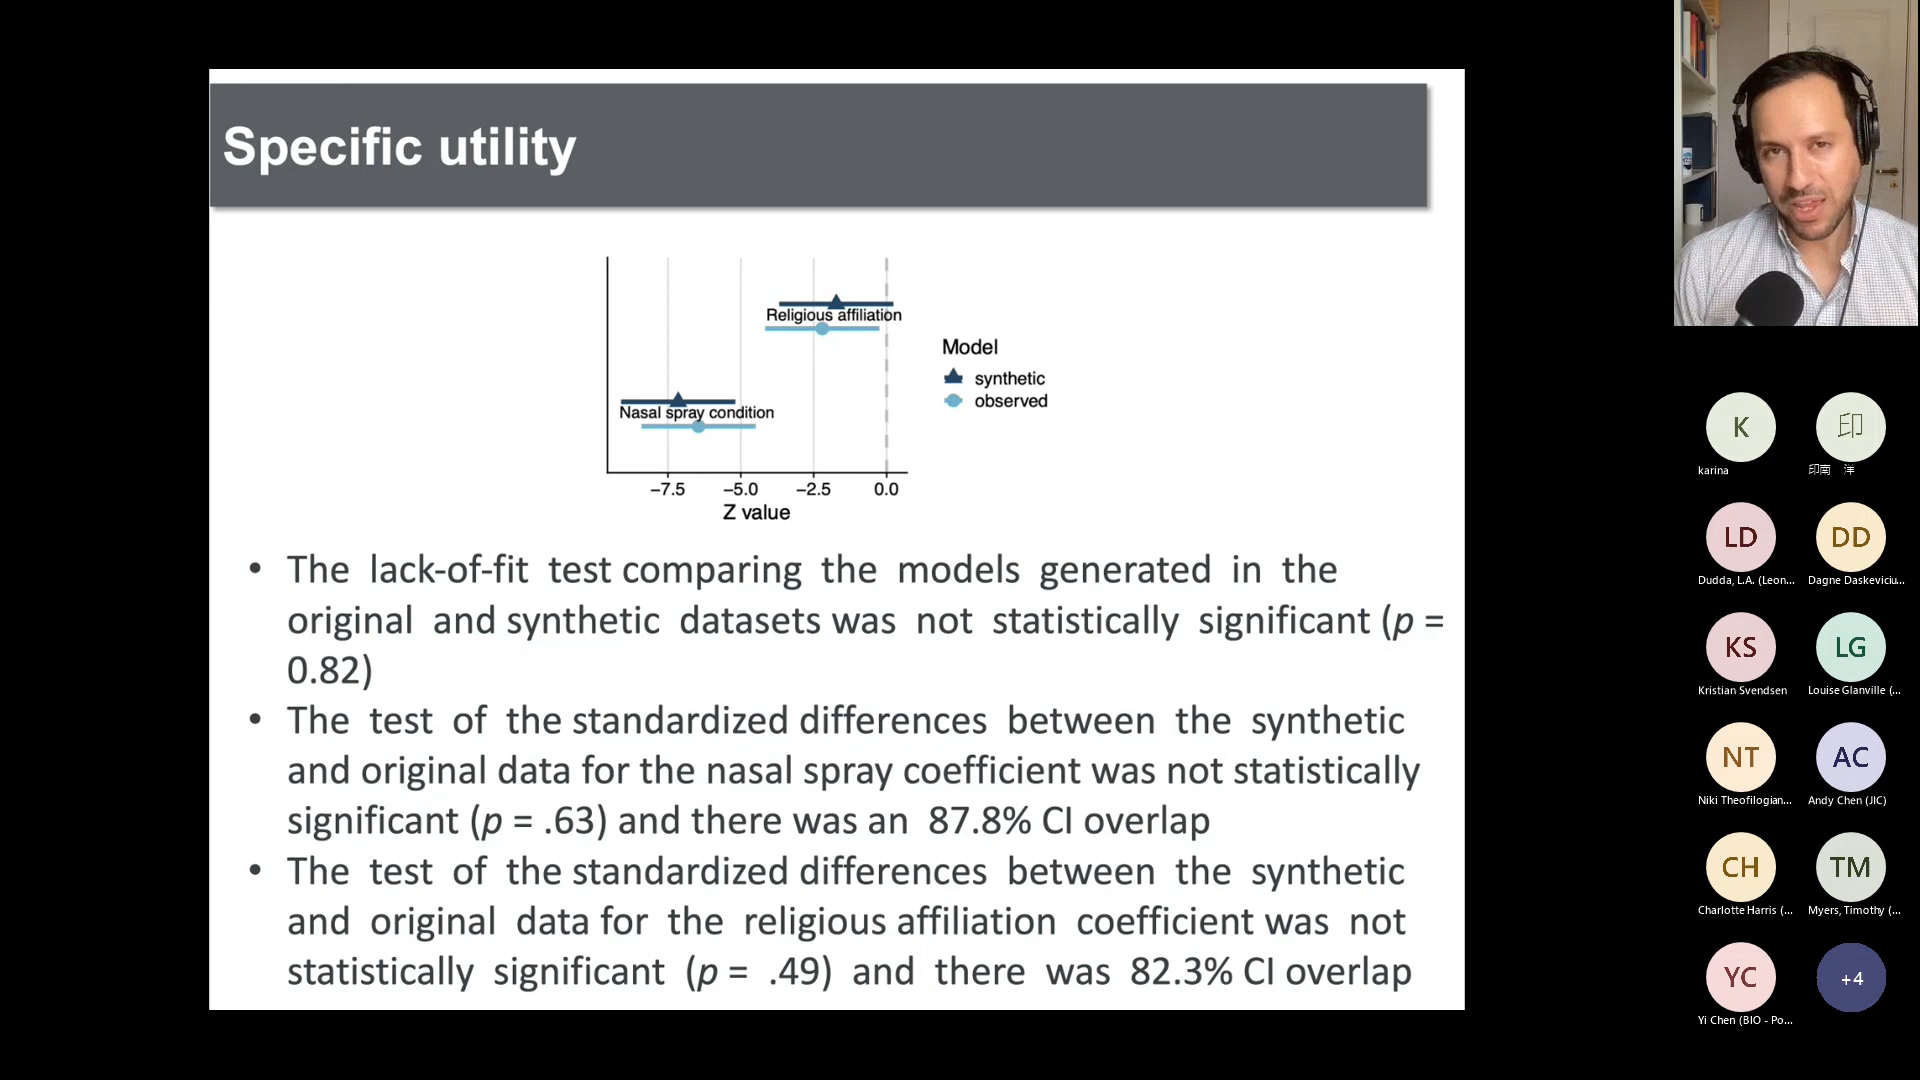 Specific utility
Religious affiliation
Nasal spray condition
−7.5 −5.0 −2.5 0.0
Z value
Model
synthetic
observed
• The lack-of-fit test comparing the models generated in the
original and synthetic datasets was not statistically significant (p =
0.82)
• The test of the standardized differences between the synthetic
and original data for the nasal spray coefficient was not statistically
significant (p = .63) and there was an 87.8% CI overlap
• The test of the standardized differences between the synthetic
and original data for the religious affiliation coefficient was not
statistically significant (p = .49) and there was 82.3% CI overlap
K 印
karina 印南 洋
LD DD
Dudda, L.A. (Leon... Dagne Daskeviciu...
KS LG
Kristian Svendsen Louise Glanville (...
NT AC
Niki Theofilogian... Andy Chen (JIC)
CH TM
Charlotte Harris (... Myers, Timothy (...
YC +4
Yi Chen (BIO - Po...